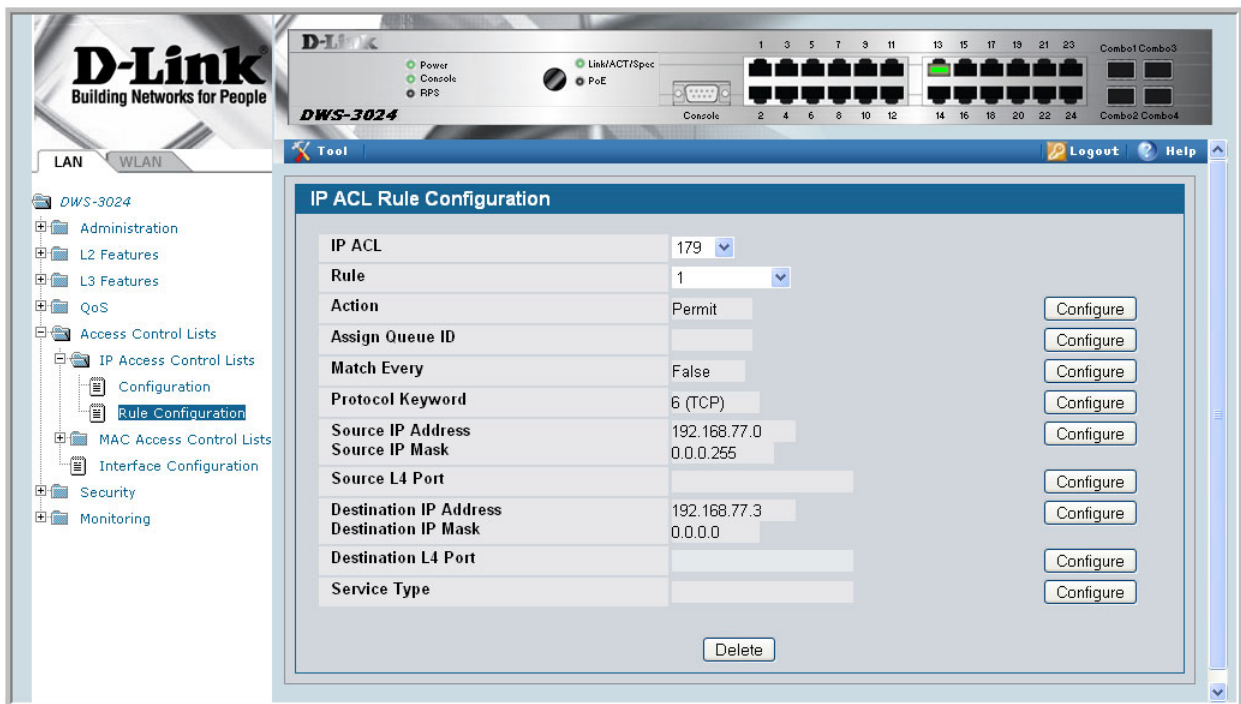 D-Link
Building Networks for People
D-Link
Power
Console
RPS
Link/ACT/Spec
PoE
DWS-3024
Console
1 3 5 7 9 11
13 15 17 19 21 23
2 4 6 8 10 12
14 16 18 20 22 24
Combo1 Combo3
Combo2 Combo4
LAN
WLAN
Tool
Logout
Help
DWS-3024
Administration
L2 Features
L3 Features
QoS
Access Control Lists
IP Access Control Lists
Configuration
Rule Configuration
MAC Access Control Lists
Interface Configuration
Security
Monitoring
IP ACL Rule Configuration
IP ACL 179
Rule 1
Action Permit Configure
Assign Queue ID Configure
Match Every False Configure
Protocol Keyword 6 (TCP) Configure
Source IP Address 192.168.77.0 Configure
Source IP Mask 0.0.0.255
Source L4 Port Configure
Destination IP Address 192.168.77.3 Configure
Destination IP Mask 0.0.0.0
Destination L4 Port Configure
Service Type Configure
Delete